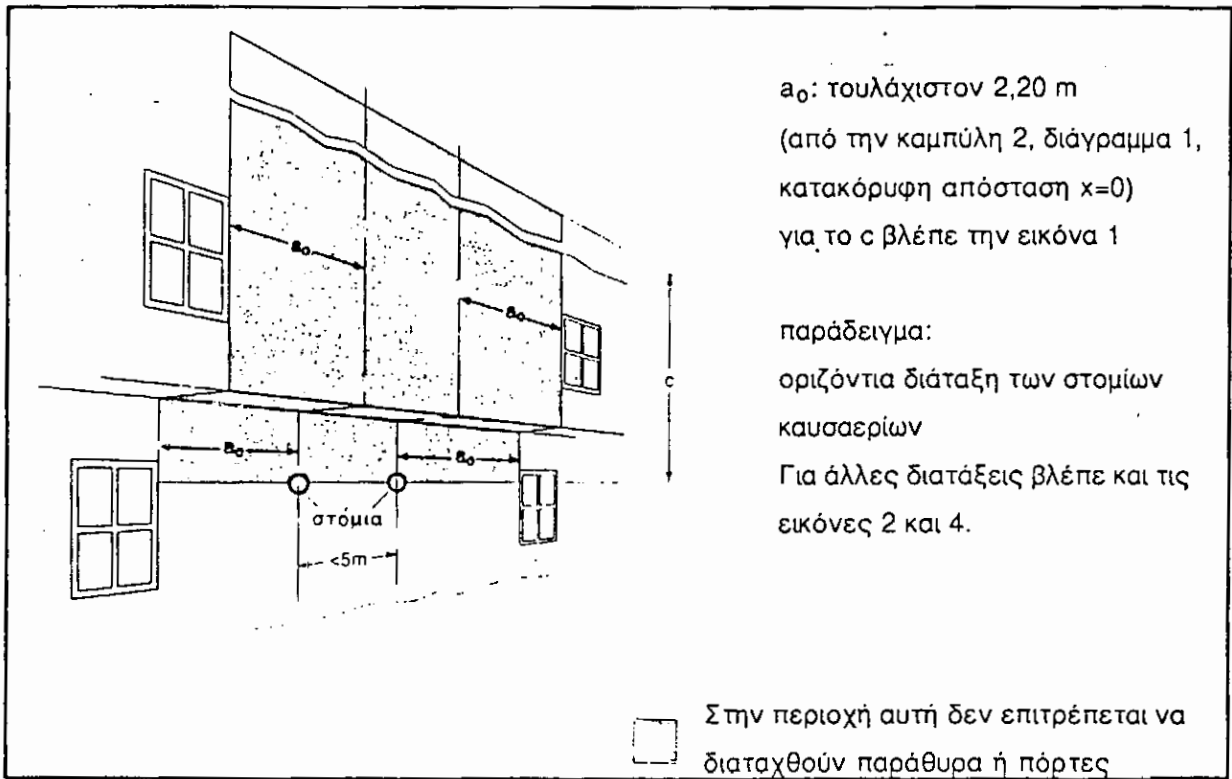 a₀: τουλάχιστον 2,20 m
(από την καμπύλη 2, διάγραμμα 1,
κατακόρυφη απόσταση x=0)
για το c βλέπε την εικόνα 1
παράδειγμα:
οριζόντια διάταξη των στομίων
καυσαερίων
Για άλλες διατάξεις βλέπε και τις
εικόνες 2 και 4.
a₀
a₀
c
a₀
a₀
στόμια
<5m
Στην περιοχή αυτή δεν επιτρέπεται να
διαταχθούν παράθυρα ή πόρτες